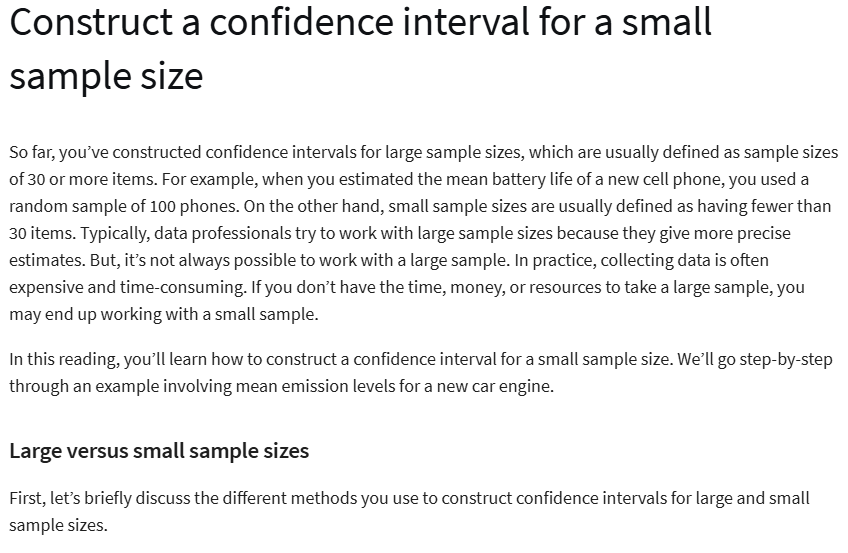 Construct a confidence interval for a small
sample size
So far, you’ve constructed confidence intervals for large sample sizes, which are usually defined as sample sizes
of 30 or more items. For example, when you estimated the mean battery life of a new cell phone, you used a
random sample of 100 phones. On the other hand, small sample sizes are usually defined as having fewer than
30 items. Typically, data professionals try to work with large sample sizes because they give more precise
estimates. But, it’s not always possible to work with a large sample. In practice, collecting data is often
expensive and time-consuming. If you don’t have the time, money, or resources to take a large sample, you
may end up working with a small sample.
In this reading, you’ll learn how to construct a confidence interval for a small sample size. We’ll go step-by-step
through an example involving mean emission levels for a new car engine.
Large versus small sample sizes
First, let’s briefly discuss the different methods you use to construct confidence intervals for large and small
sample sizes.